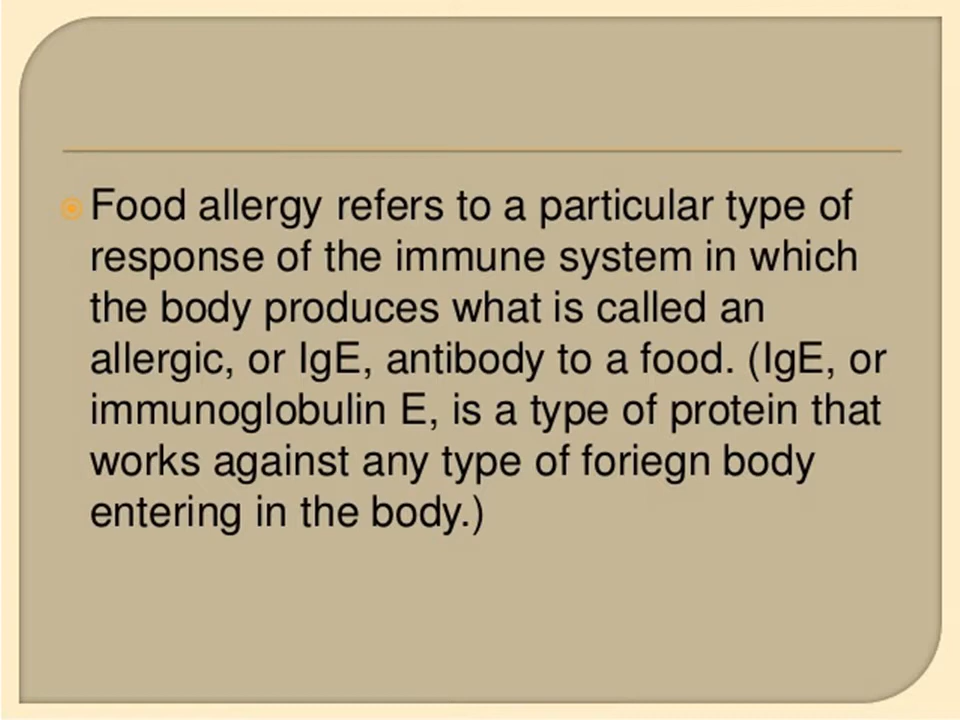 Food allergy refers to a particular type of
response of the immune system in which
the body produces what is called an
allergic, or IgE, antibody to a food. (IgE, or
immunoglobulin E, is a type of protein that
works against any type of foriegn body
entering in the body.)